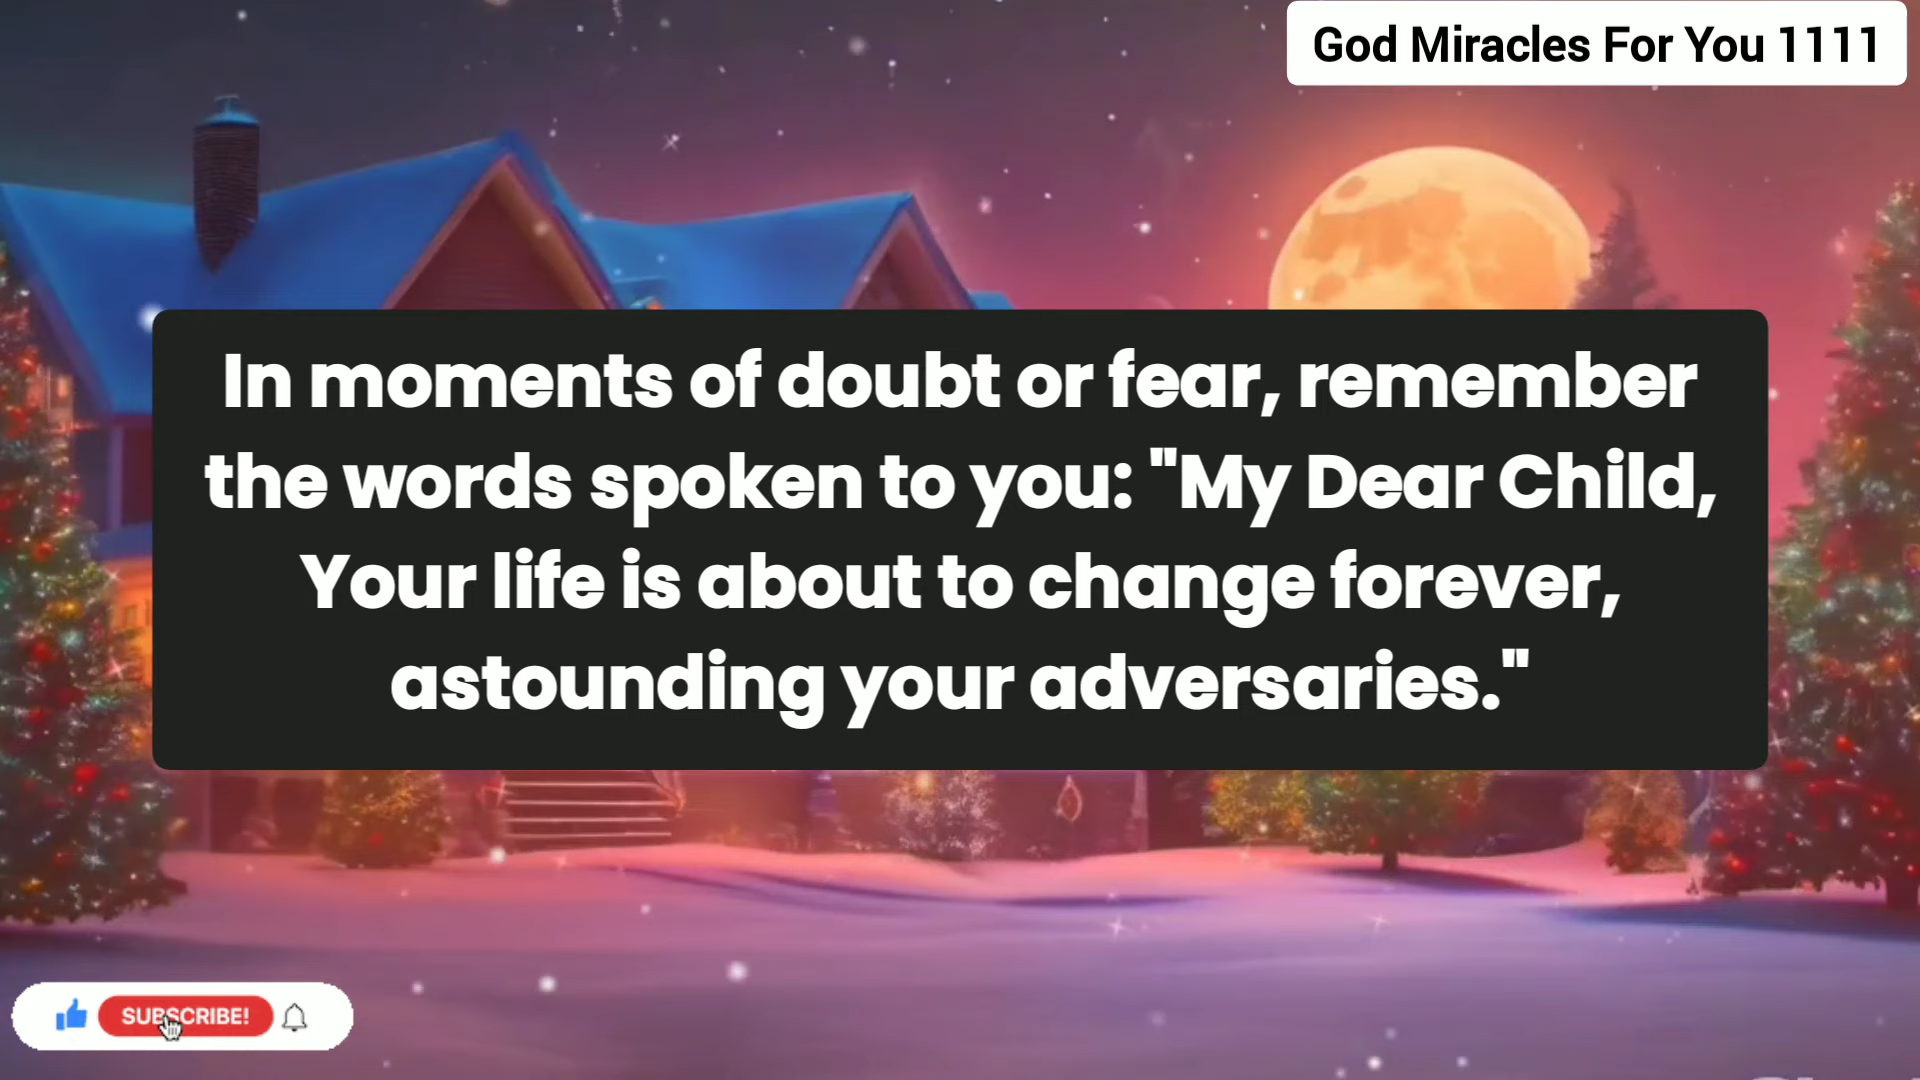 God Miracles For You 1111
In moments of doubt or fear, remember
the words spoken to you: "My Dear Child,
Your life is about to change forever,
astounding your adversaries."
SUBSCRIBE!